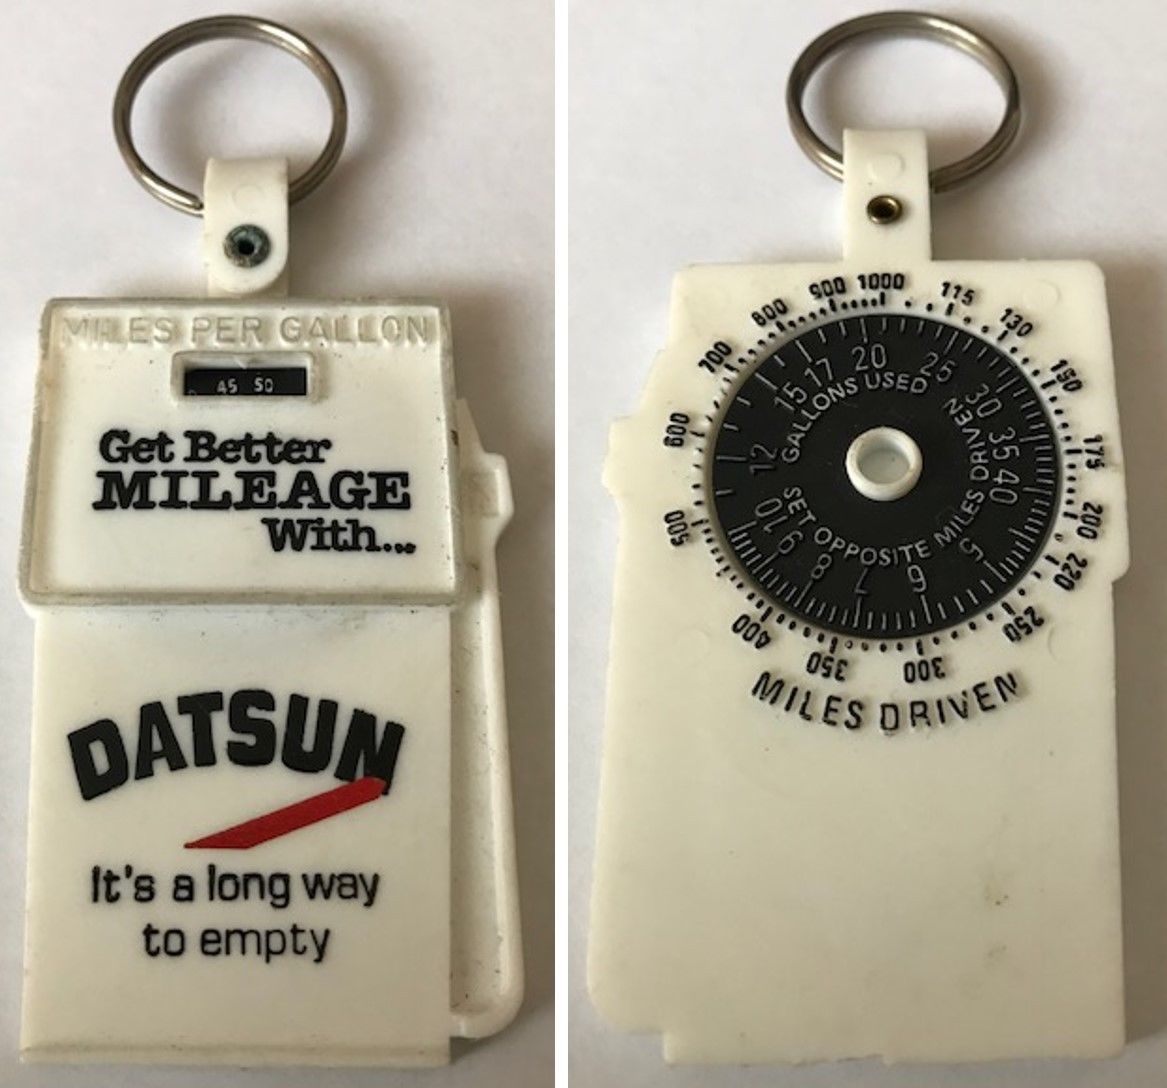 MILES PER GALLON
45 50
Get Better
MILEAGE
With...
DATSUN
It's a long way
to empty
900 1000 115
800 130
700 150
600 175
500 200
220
400 250
350 300
MILES DRIVEN
15 17 20 25 30 35 40
12 10 9 8 7 6 5
GALLONS USED
SET OPPOSITE MILES DRIVEN